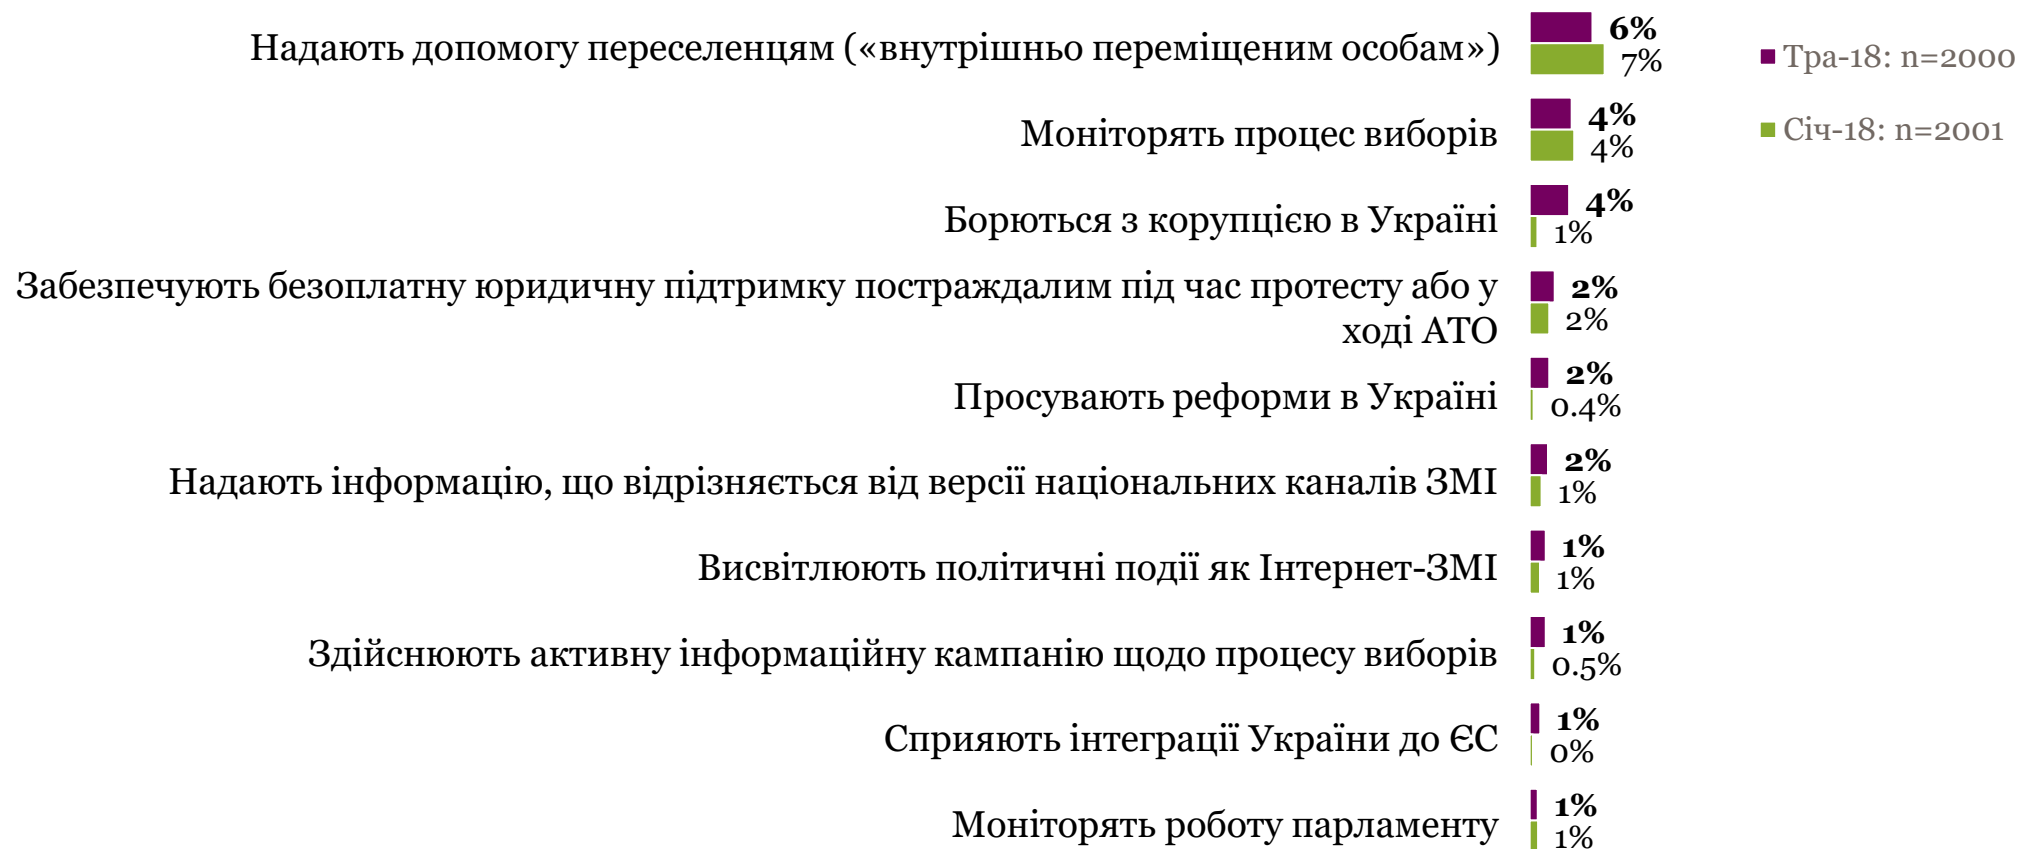 Надають допомогу переселенцям («внутрішньо переміщеним особам»)
6%
7%
Тра-18: n=2000
Січ-18: n=2001
Моніторять процес виборів
4%
4%
Борються з корупцією в Україні
4%
1%
Забезпечують безоплатну юридичну підтримку постраждалим під час протесту або у
ході АТО
2%
2%
Просувають реформи в Україні
2%
0.4%
Надають інформацію, що відрізняється від версії національних каналів ЗМІ
2%
1%
Висвітлюють політичні події як Інтернет-ЗМІ
1%
1%
Здійснюють активну інформаційну кампанію щодо процесу виборів
1%
0.5%
Сприяють інтеграції України до ЄС
1%
0%
Моніторять роботу парламенту
1%
1%